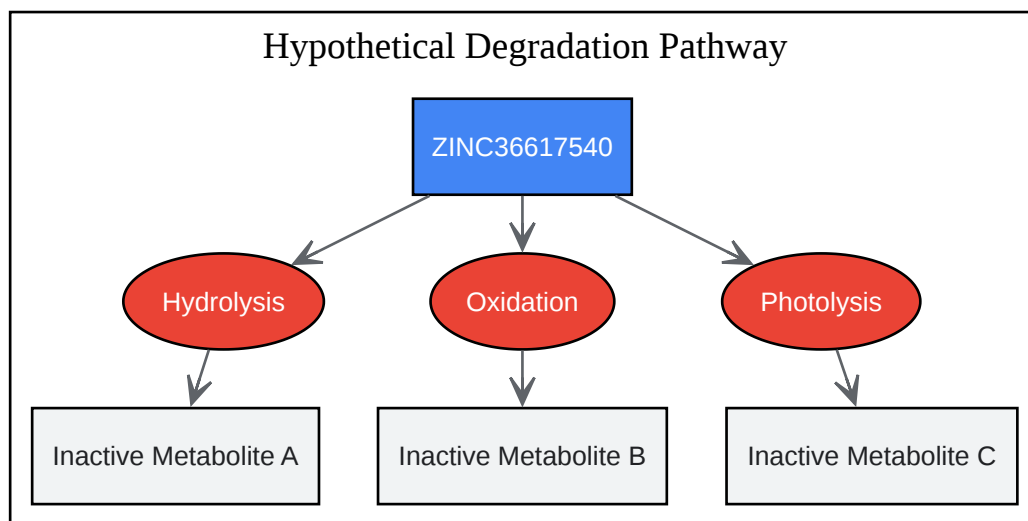 Hypothetical Degradation Pathway
ZINC36617540
Hydrolysis
Oxidation
Photolysis
Inactive Metabolite A
Inactive Metabolite B
Inactive Metabolite C